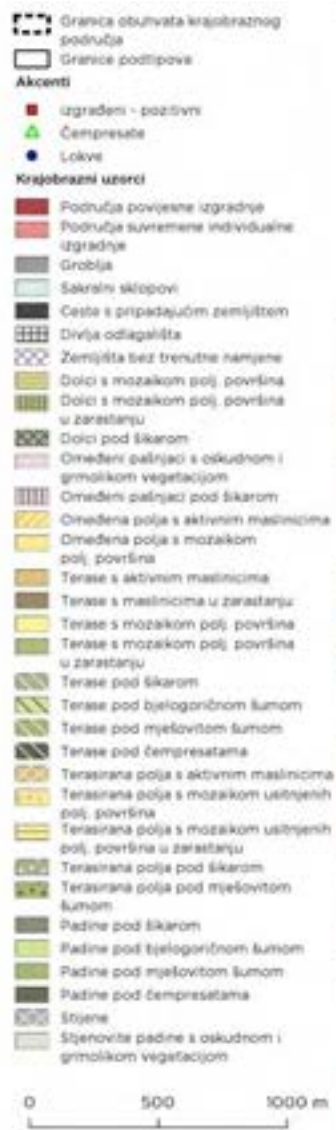 Granica obuhvata krajobraznog
područja
Granice podtipova
Akcenti
izgrađeni - pozitivni
Čempresate
Lokve
Krajobrazni uzorci
Područja povijesne izgradnje
Područja suvremene individualne
izgradnje
Groblja
Sakralni sklopovi
Ceste s pripadajućim zemljištem
Divlja odlagališta
Zemljišta bez trenutne namjene
Dolci s mozaikom polj. površina
Dolci s mozaikom polj. površina
u zarastanju
Dolci pod šikarom
Omeđeni pašnjaci s oskudnom i
grmolikom vegetacijom
Omeđeni pašnjaci pod šikarom
Omeđena polja s aktivnim maslinicima
Omeđena polja s mozaikom
polj. površina
Terase s aktivnim maslinicima
Terase s maslinicima u zarastanju
Terase s mozaikom polj. površina
Terase s mozaikom polj. površina
u zarastanju
Terase pod šikarom
Terase pod bjelogoričnom šumom
Terase pod mješovitom šumom
Terase pod čempresatama
Terasirana polja s aktivnim maslinicima
Terasirana polja s mozaikom usitnjenih
polj. površina
Terasirana polja s mozaikom usitnjenih
polj. površina u zarastanju
Terasirana polja pod šikarom
Terasirana polja pod mješovitom
šumom
Padine pod šikarom
Padine pod bjelogoričnom šumom
Padine pod mješovitom šumom
Padine pod čempresatama
Stijene
Stjenovite padine s oskudnom i
grmolikom vegetacijom
0 500 1000 m